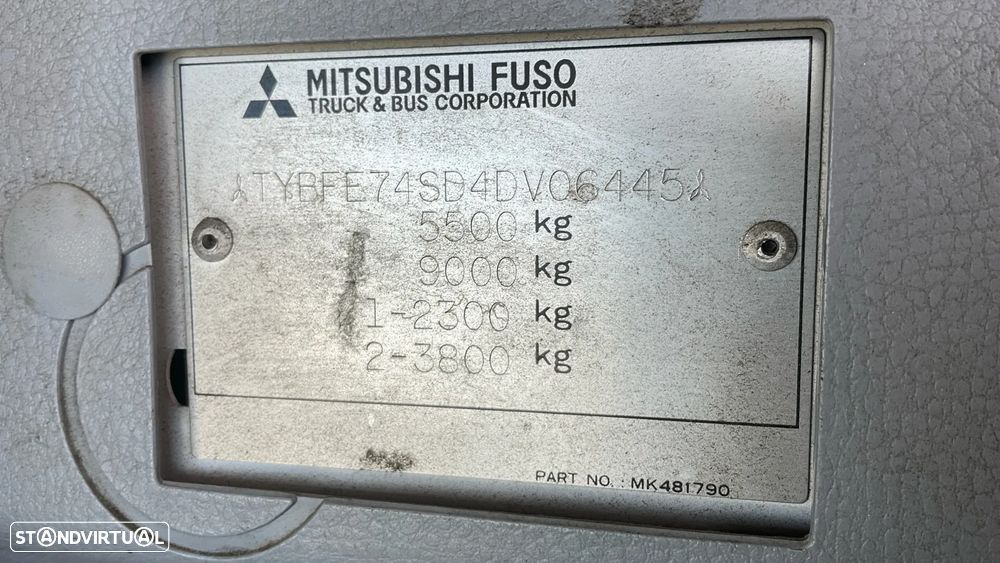 MITSUBISHI FUSO
TRUCK & BUS CORPORATION
TYBFE74SD4DV06445
5500 kg
9000 kg
1-2300 kg
2-3800 kg
PART NO. : MK481790
STANDVIRTUAL